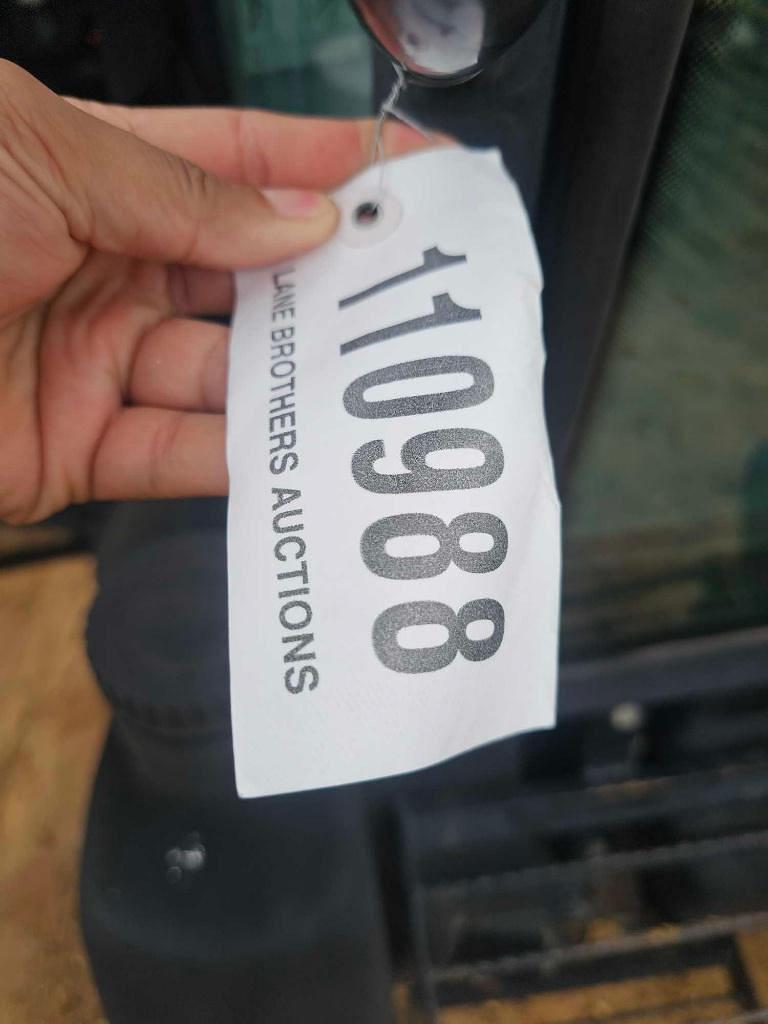 110988
LANE BROTHERS AUCTIONS